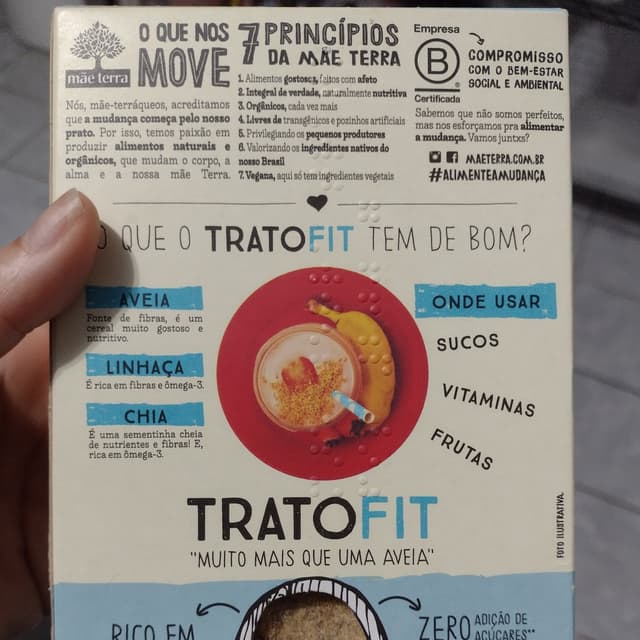 mãe terra
O QUE NOS
MOVE
Nós, mãe-terráqueos, acreditamos
que a mudança começa pelo nosso
prato. Por isso, temos paixão em
produzir alimentos naturais e
orgânicos, que mudam o corpo, a
alma e a nossa mãe Terra.
7 PRINCÍPIOS
DA MÃE TERRA
1. Alimentos gostosos, feitos com afeto
2. Integral de verdade, naturalmente nutritiva
3. Orgânicos, cada vez mais
4. Livres de transgênicos e pozinhos artificiais
5. Privilegiando os pequenos produtores
6. Valorizando os ingredientes nativos do
nosso Brasil
7. Vegana, aqui só tem ingredientes vegetais
Empresa
B
Certificada
COMPROMISSO
COM O BEM-ESTAR
SOCIAL E AMBIENTAL
Sabemos que não somos perfeitos,
mas nos esforçamos pra alimentar
a mudança. Vamos juntxs?
MAETERRA.COM.BR
#ALIMENTEAMUDANÇA
O QUE O TRATOFIT TEM DE BOM?
AVEIA
Fonte de fibras, é um
cereal muito gostoso e
nutritivo.
LINHAÇA
É rica em fibras e ômega-3.
CHIA
É uma sementinha cheia
de nutrientes e fibras! E,
rica em ômega-3.
ONDE USAR
SUCOS
VITAMINAS
FRUTAS
TRATOFIT
"MUITO MAIS QUE UMA AVEIA"
FOTO ILUSTRATIVA.
RICO EM
ZERO ADIÇÃO DE
AÇÚCARES**